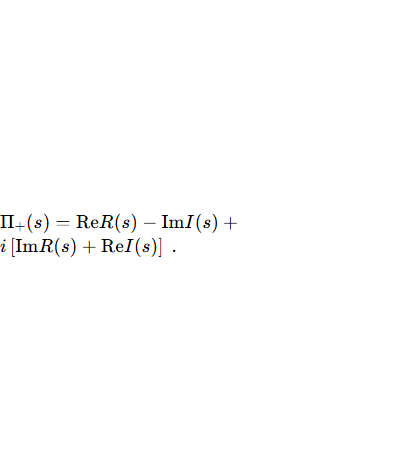 Π₊(s) = ReR(s) − ImI(s) +
i [ImR(s) + ReI(s)] .